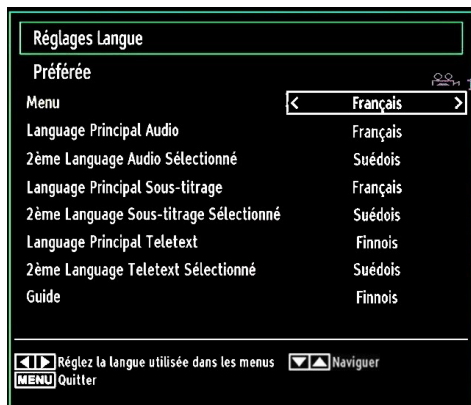 Réglages Langue
Préférée
Menu < Français >
Language Principal Audio Français
2ème Language Audio Sélectionné Suédois
Language Principal Sous-titrage Français
2ème Language Sous-titrage Sélectionné Suédois
Language Principal Teletext Finnois
2ème Language Teletext Sélectionné Suédois
Guide Finnois
Réglez la langue utilisée dans les menus Naviguer
MENU Quitter